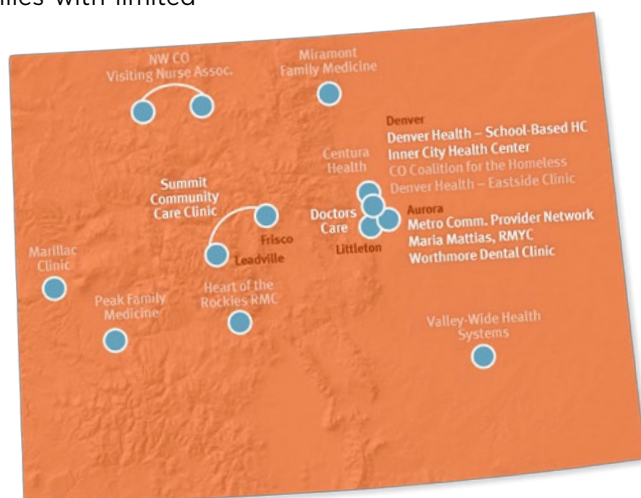 lies with limited
NW CO
Visiting Nurse Assoc.
Miramont
Family Medicine
Denver
Denver Health – School-Based HC
Inner City Health Center
CO Coalition for the Homeless
Denver Health – Eastside Clinic
Centura
Health
Summit
Community
Care Clinic
Frisco
Leadville
Doctors
Care
Littleton
Aurora
Metro Comm. Provider Network
Maria Mattias, RMYC
Worthmore Dental Clinic
Marillac
Clinic
Peak Family
Medicine
Heart of the
Rockies RMC
Valley-Wide Health
Systems